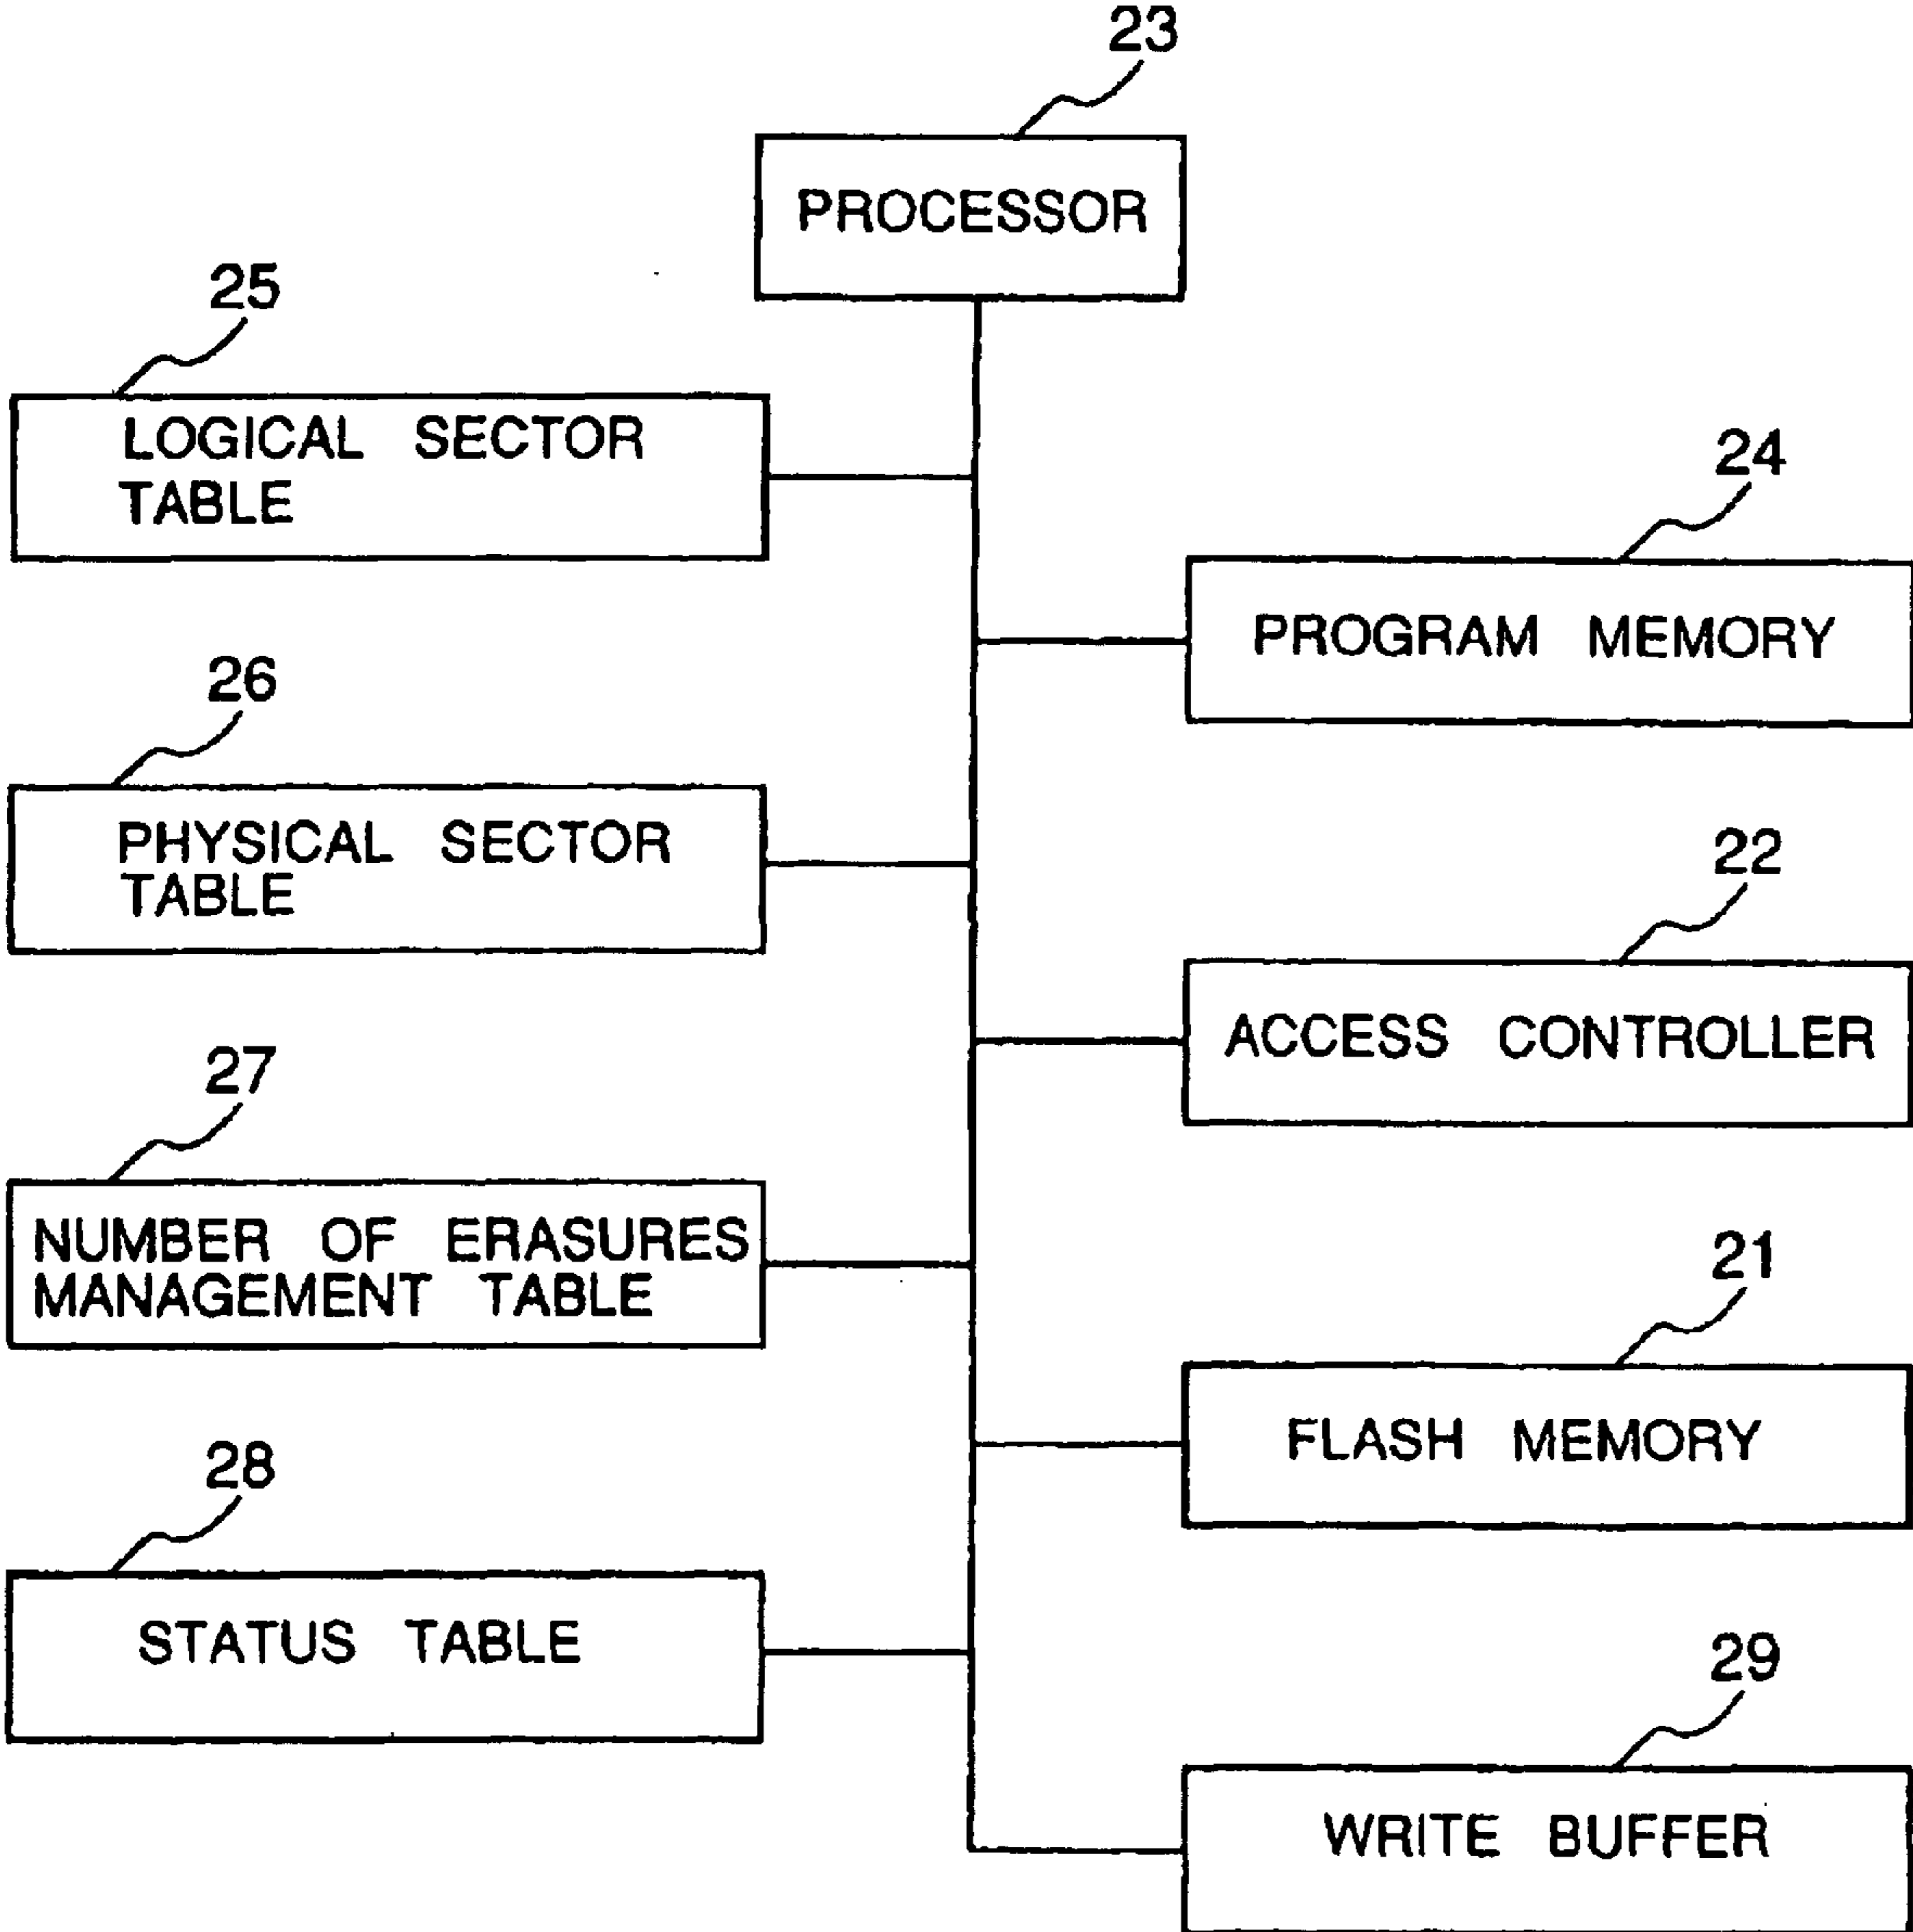 23
PROCESSOR
25
LOGICAL SECTOR
TABLE
24
PROGRAM MEMORY
26
PHYSICAL SECTOR
TABLE
22
ACCESS CONTROLLER
27
NUMBER OF ERASURES
MANAGEMENT TABLE
21
FLASH MEMORY
28
STATUS TABLE
29
WRITE BUFFER